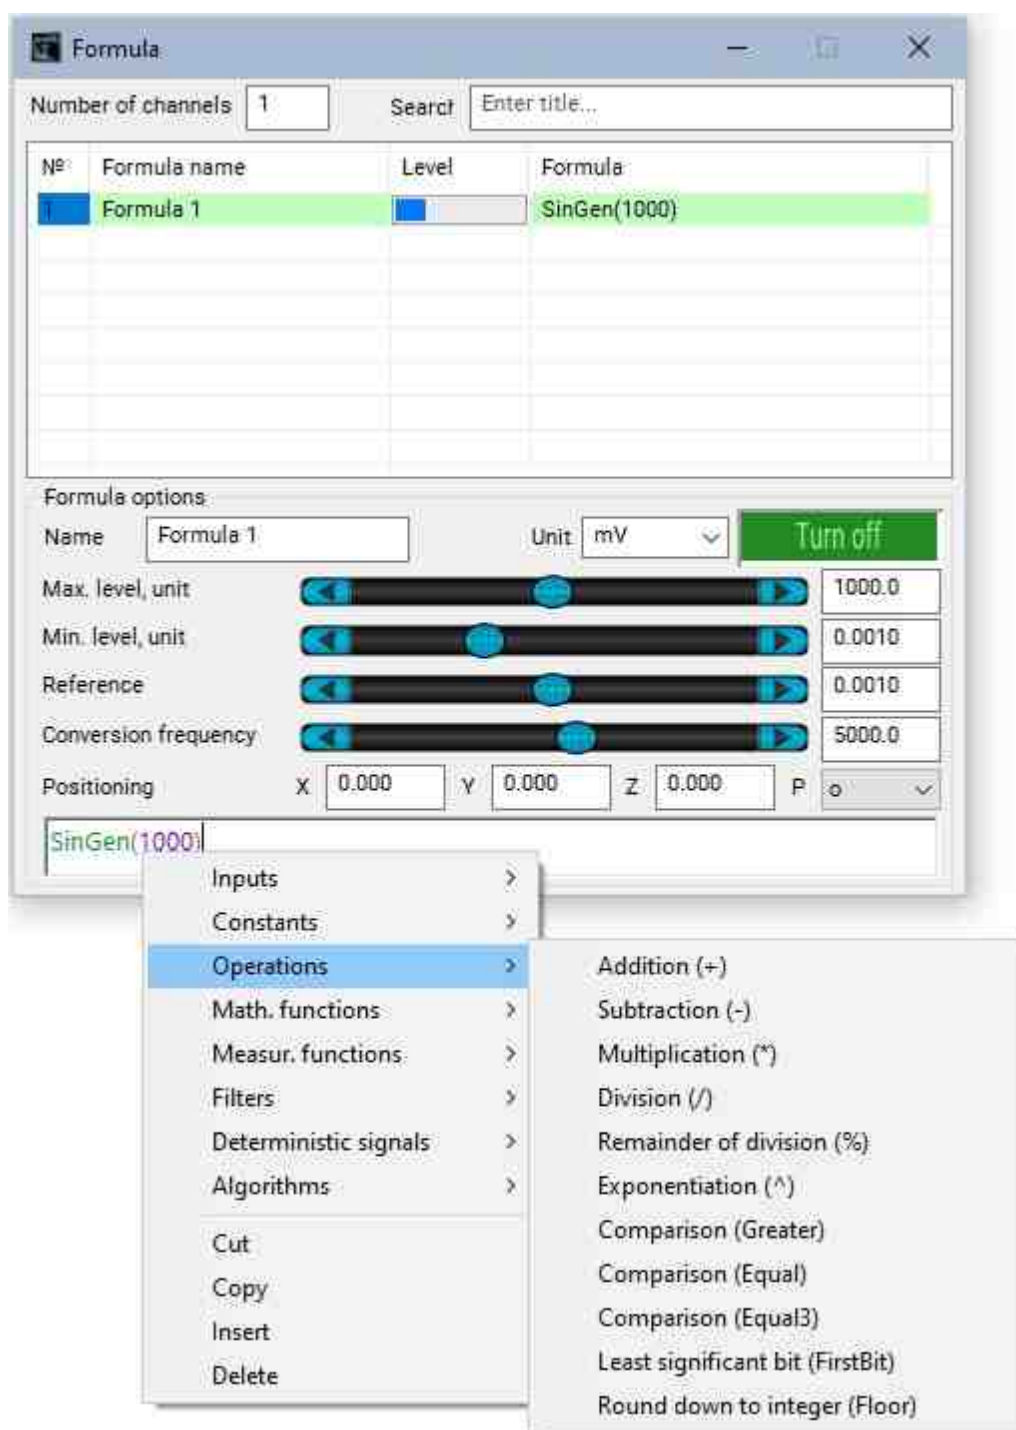 Formula
Number of channels 1 Search Enter title...
Nº Formula name Level Formula
1 Formula 1 SinGen(1000)
Formula options
Name Formula 1 Unit mV Turn off
Max. level, unit 1000.0
Min. level, unit 0.0010
Reference 0.0010
Conversion frequency 5000.0
Positioning X 0.000 Y 0.000 Z 0.000 P o
SinGen(1000)
Inputs
Constants
Operations
Math. functions
Measur. functions
Filters
Deterministic signals
Algorithms
Cut
Copy
Insert
Delete
Addition (+)
Subtraction (-)
Multiplication (*)
Division (/)
Remainder of division (%)
Exponentiation (^)
Comparison (Greater)
Comparison (Equal)
Comparison (Equal3)
Least significant bit (FirstBit)
Round down to integer (Floor)